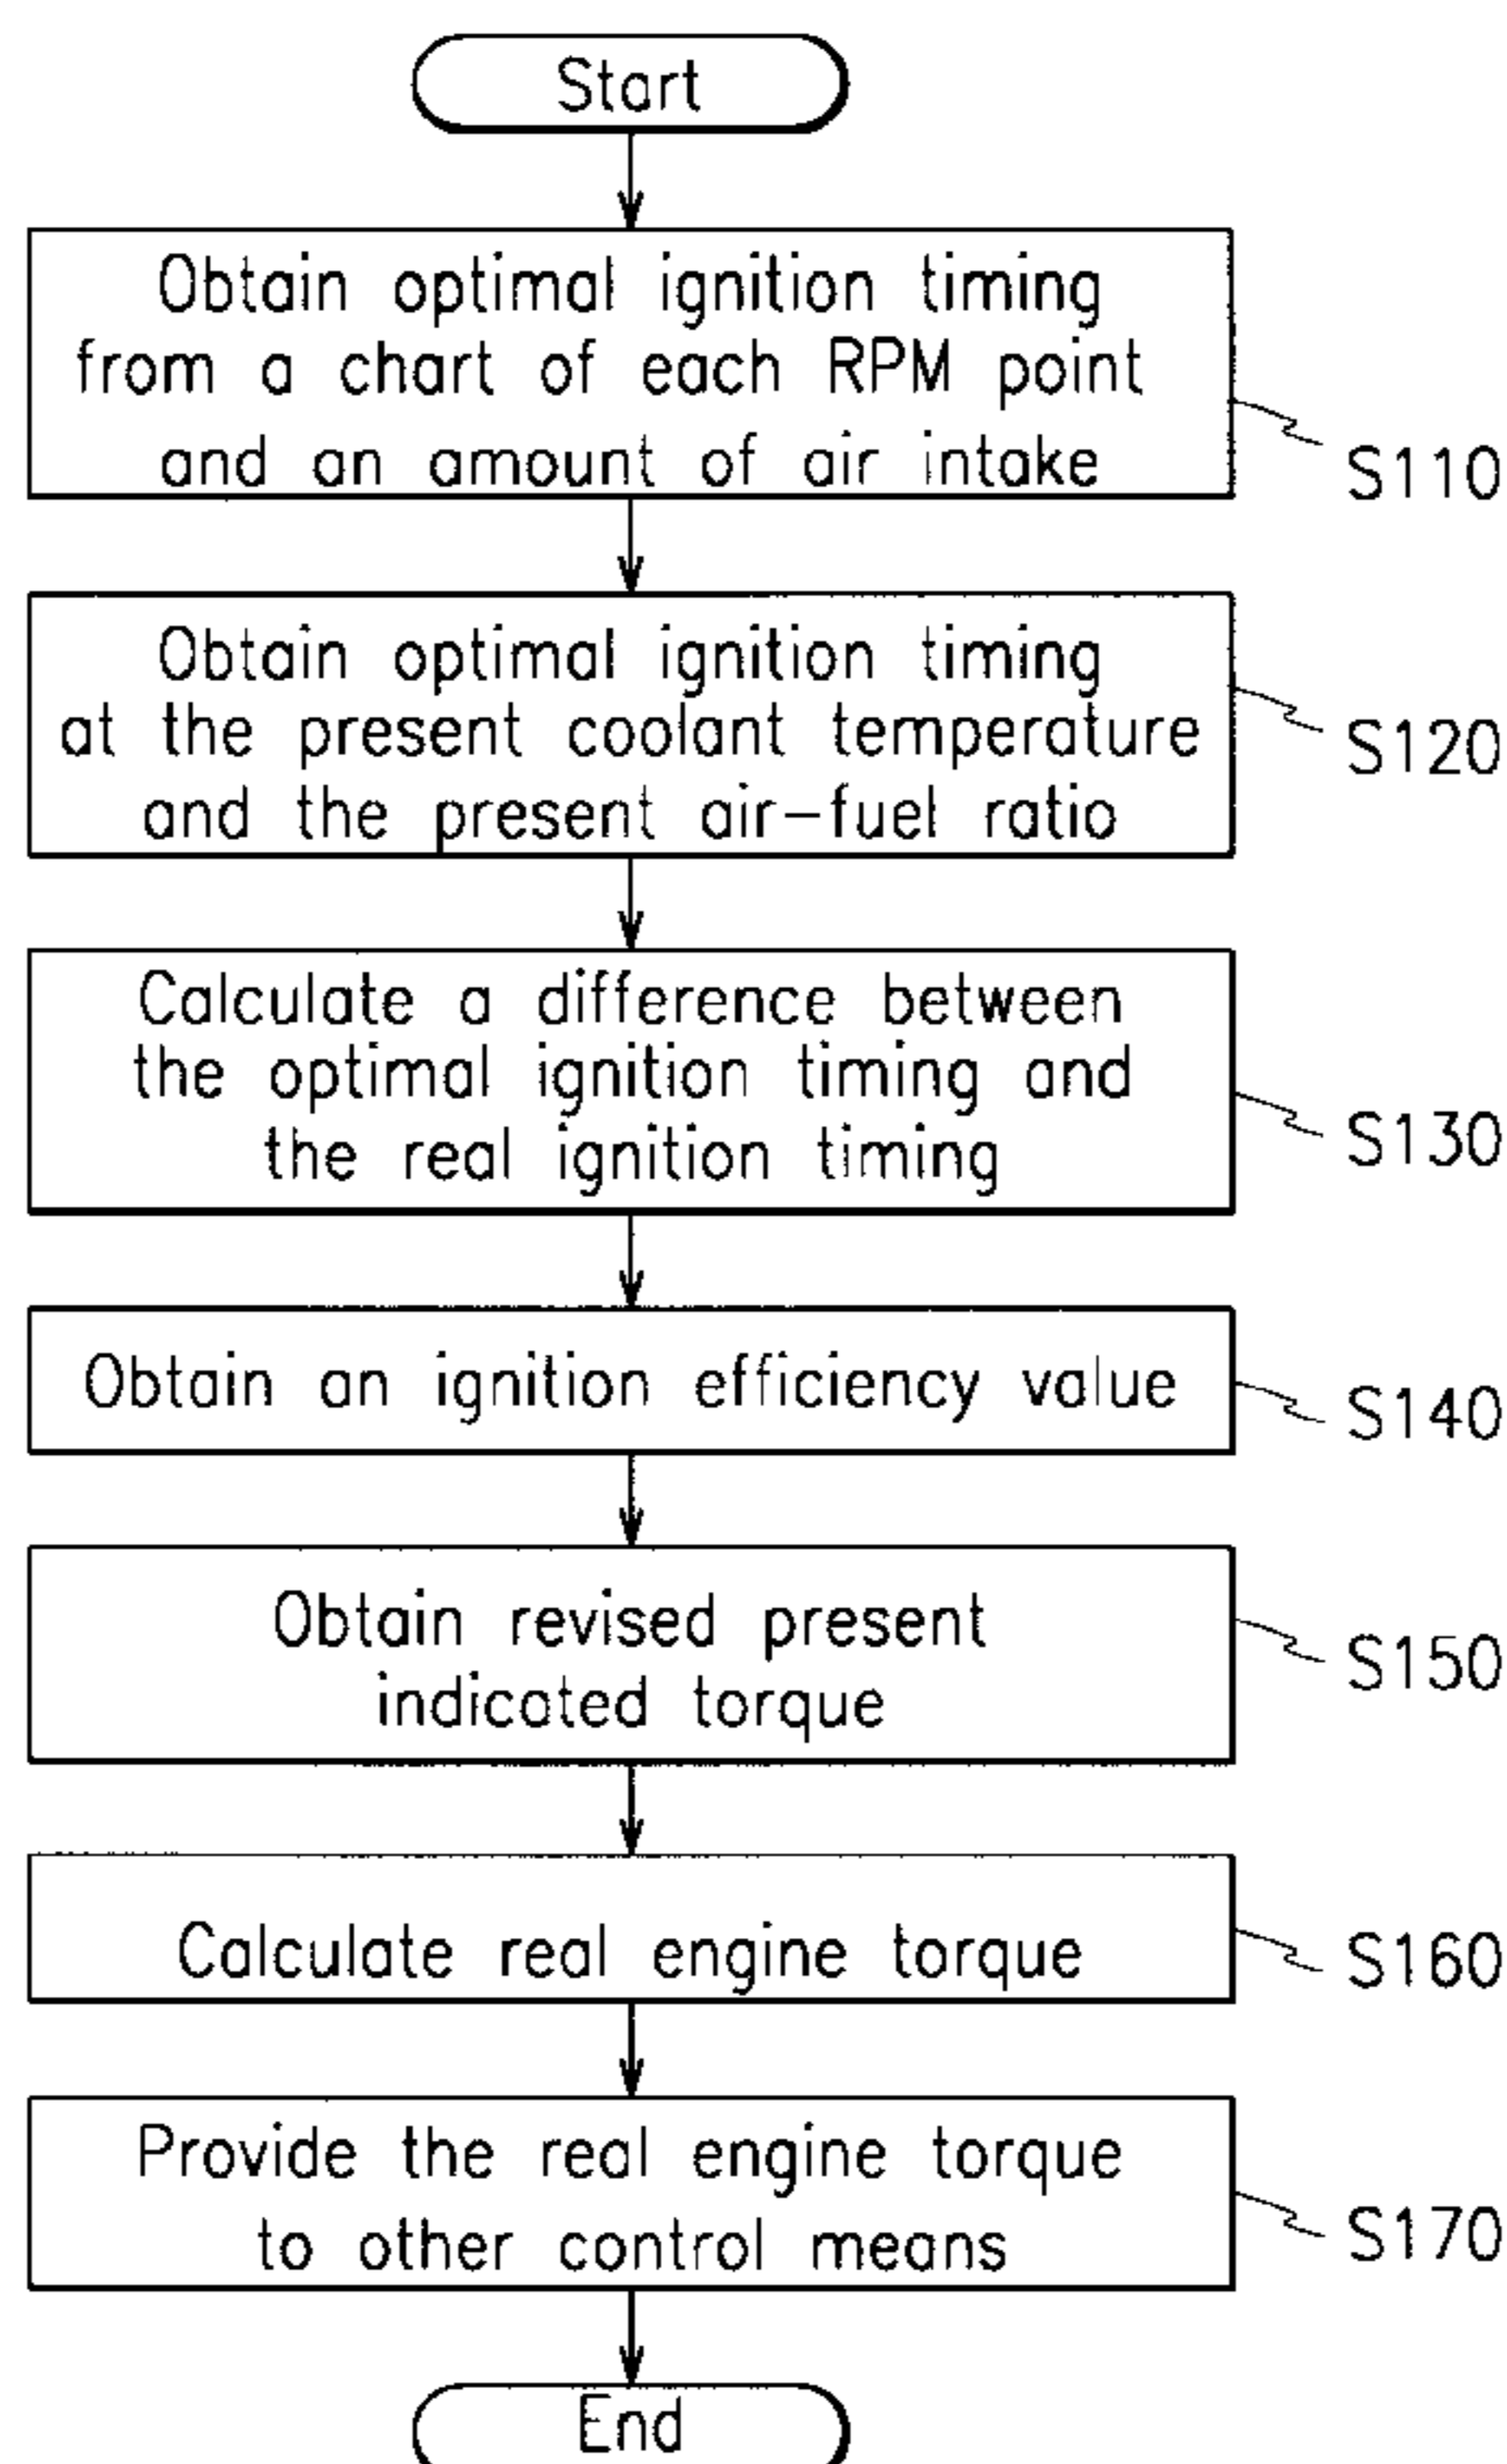 Start
Obtain optimal ignition timing
from a chart of each RPM point
and an amount of air intake
S110
Obtain optimal ignition timing
at the present coolant temperature
and the present air-fuel ratio
S120
Calculate a difference between
the optimal ignition timing and
the real ignition timing
S130
Obtain an ignition efficiency value
S140
Obtain revised present
indicated torque
S150
Calculate real engine torque
S160
Provide the real engine torque
to other control means
S170
End